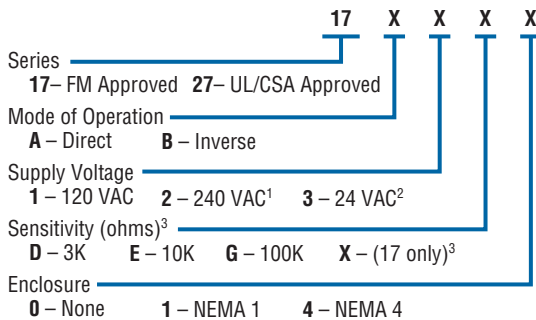 17 X X X X
Series
17– FM Approved 27– UL/CSA Approved
Mode of Operation
A – Direct B – Inverse
Supply Voltage
1 – 120 VAC 2 – 240 VAC¹ 3 – 24 VAC²
Sensitivity (ohms)³
D – 3K E – 10K G – 100K X – (17 only)³
Enclosure
0 – None 1 – NEMA 1 4 – NEMA 4